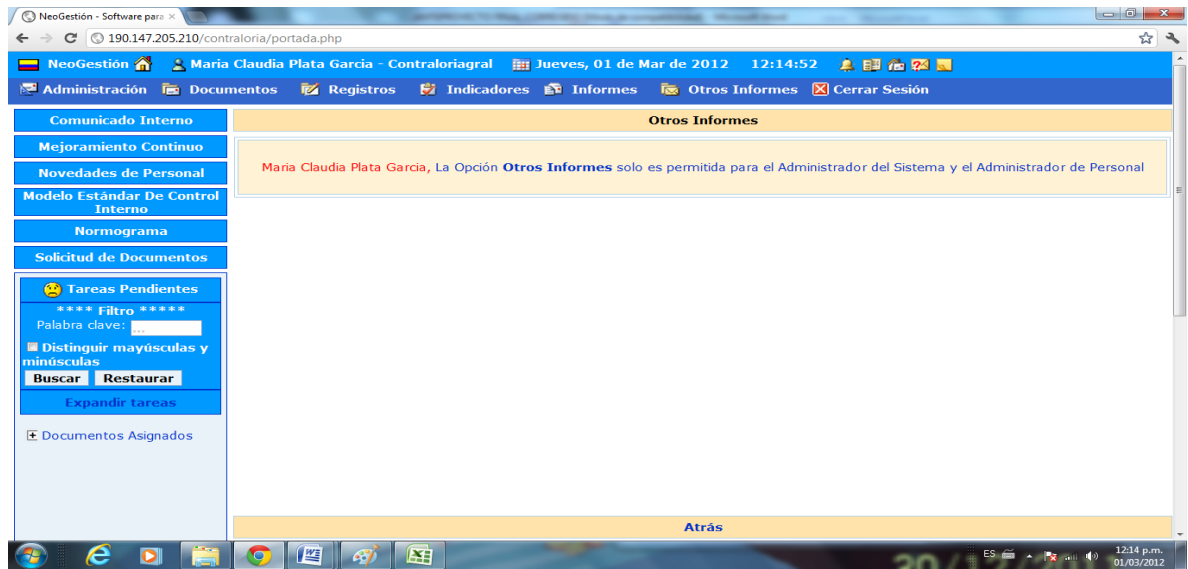 NeoGestión - Software para
190.147.205.210/contraloria/portada.php
NeoGestión Maria Claudia Plata Garcia - Contraloriagral Jueves, 01 de Mar de 2012 12:14:52
Administración Documentos Registros Indicadores Informes Otros Informes Cerrar Sesión
Comunicado Interno
Mejoramiento Continuo
Novedades de Personal
Modelo Estándar De Control
Interno
Normograma
Solicitud de Documentos
Tareas Pendientes
**** Filtro *****
Palabra clave: ...
Distinguir mayúsculas y
minúsculas
Buscar Restaurar
Expandir tareas
Documentos Asignados
Otros Informes
Maria Claudia Plata Garcia, La Opción Otros Informes solo es permitida para el Administrador del Sistema y el Administrador de Personal
Atrás
ES
12:14 p.m.
01/03/2012